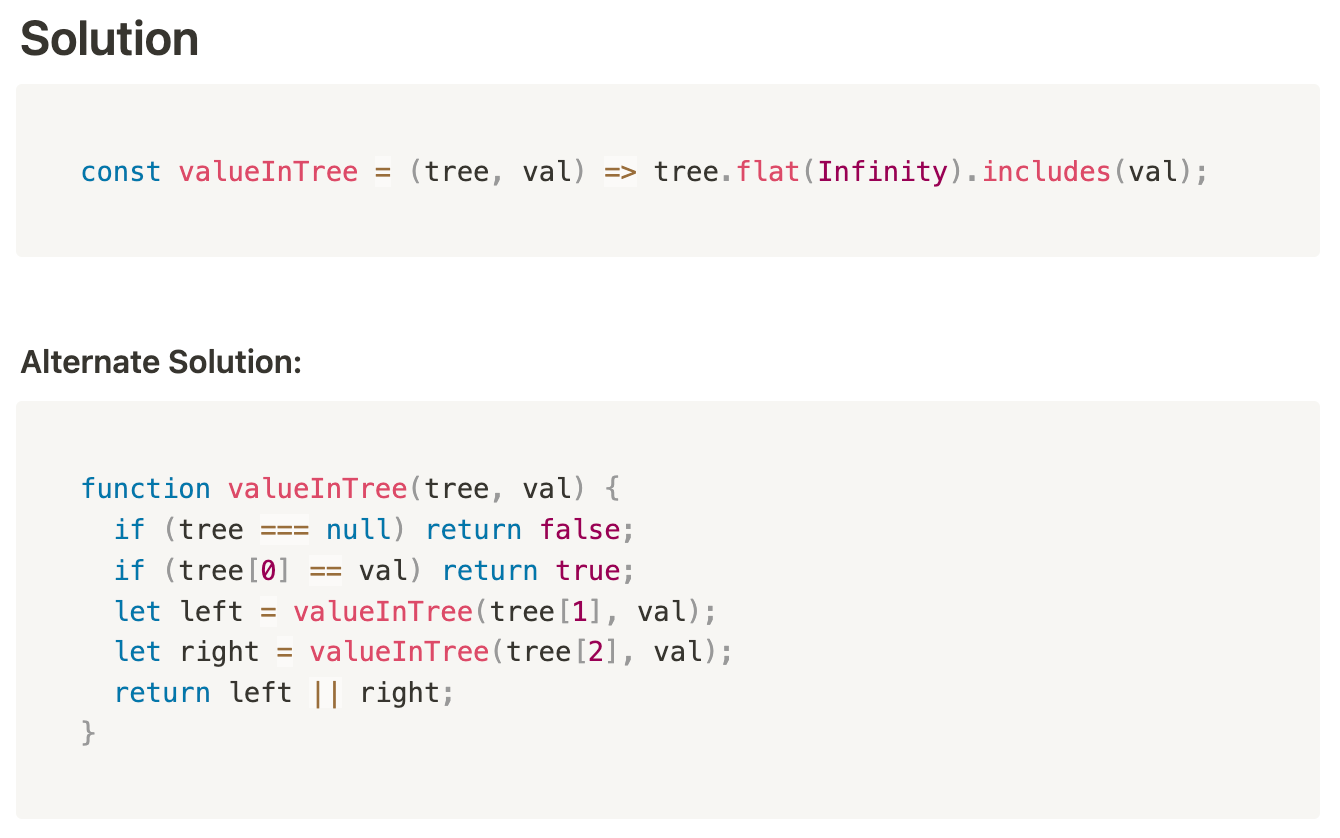 Solution
const valueInTree = (tree, val) => tree.flat(Infinity).includes(val);
Alternate Solution:
function valueInTree(tree, val) {
  if (tree === null) return false;
  if (tree[0] == val) return true;
  let left = valueInTree(tree[1], val);
  let right = valueInTree(tree[2], val);
  return left || right;
}